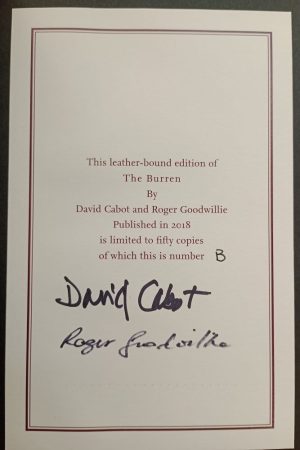 This leather-bound edition of
The Burren
By
David Cabot and Roger Goodwillie
Published in 2018
is limited to fifty copies
of which this is number B
David Cabot
Roger Goodwillie